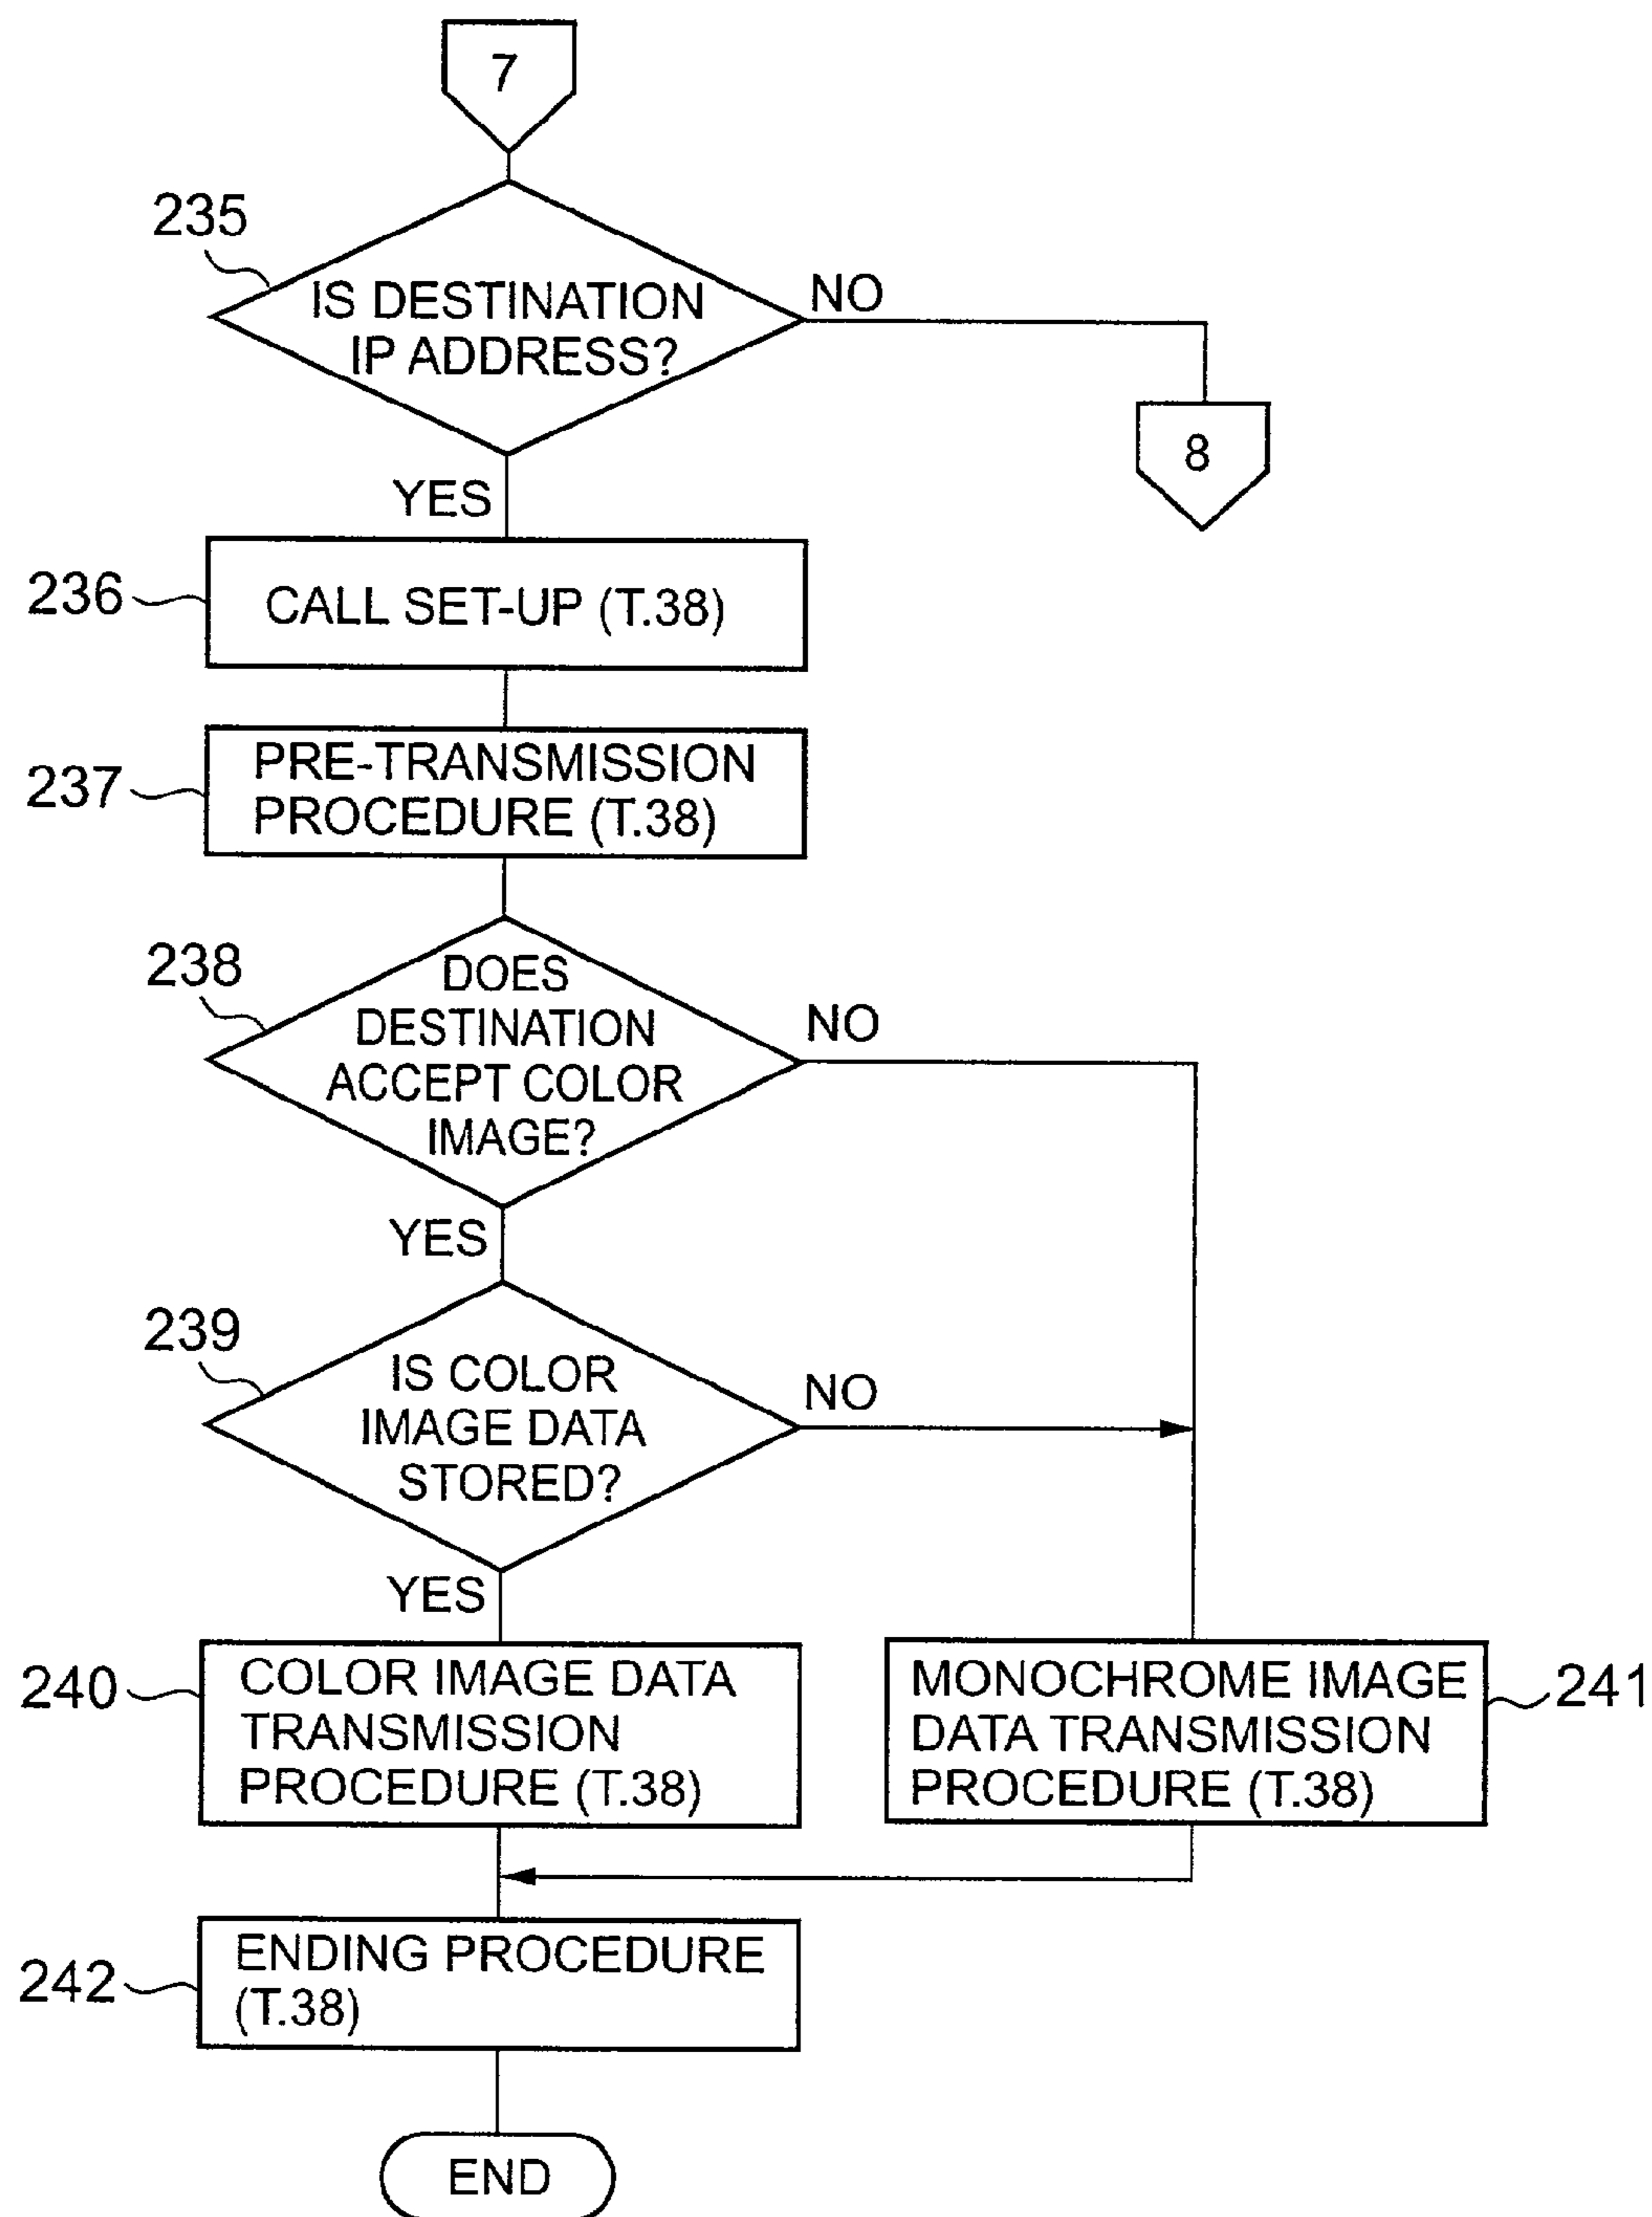 7
235
IS DESTINATION
IP ADDRESS?
NO
8
YES
236
CALL SET-UP (T.38)
237
PRE-TRANSMISSION
PROCEDURE (T.38)
238
DOES
DESTINATION
ACCEPT COLOR
IMAGE?
NO
YES
239
IS COLOR
IMAGE DATA
STORED?
NO
YES
240
COLOR IMAGE DATA
TRANSMISSION
PROCEDURE (T.38)
MONOCHROME IMAGE
DATA TRANSMISSION
PROCEDURE (T.38)
241
242
ENDING PROCEDURE
(T.38)
END